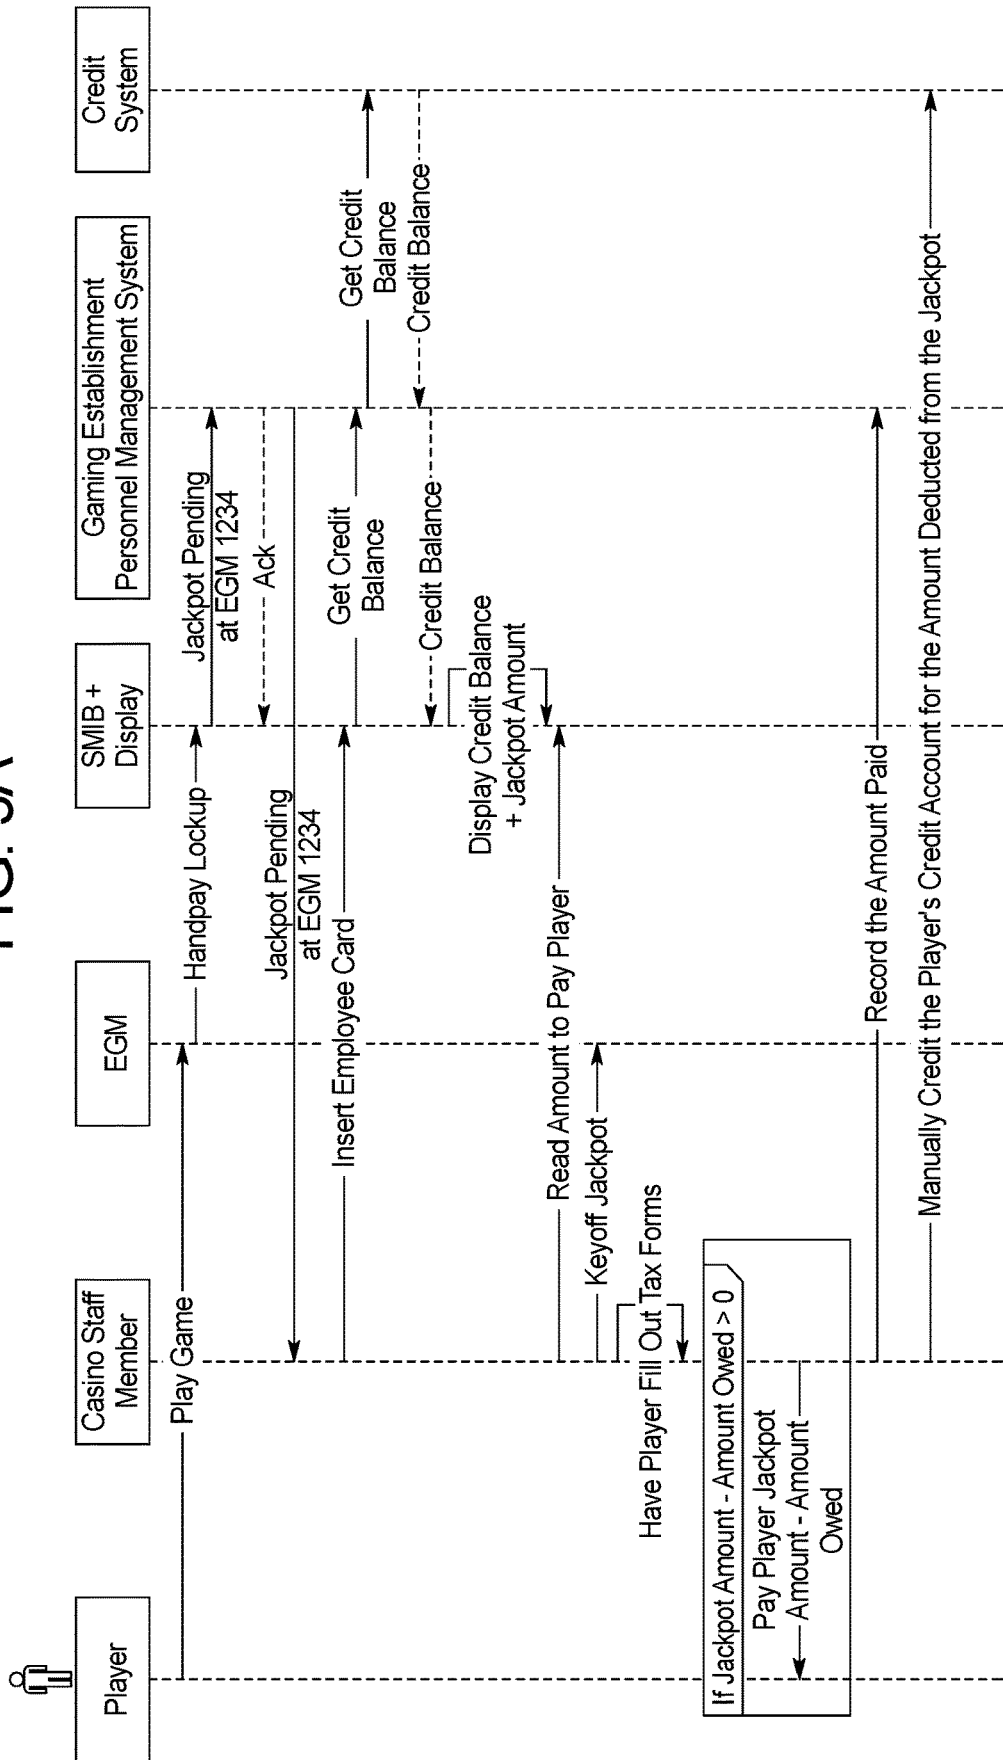 Player
Casino Staff
Member
EGM
SMIB +
Display
Gaming Establishment
Personnel Management System
Credit
System
Play Game
Handpay Lockup
Jackpot Pending
at EGM 1234
Ack
Jackpot Pending
at EGM 1234
Insert Employee Card
Get Credit
Balance
Get Credit
Balance
Credit Balance
Credit Balance
Display Credit Balance
+ Jackpot Amount
Read Amount to Pay Player
Keyoff Jackpot
Have Player Fill Out Tax Forms
If Jackpot Amount - Amount Owed > 0
Pay Player Jackpot
Amount - Amount
Owed
Record the Amount Paid
Manually Credit the Player's Credit Account for the Amount Deducted from the Jackpot